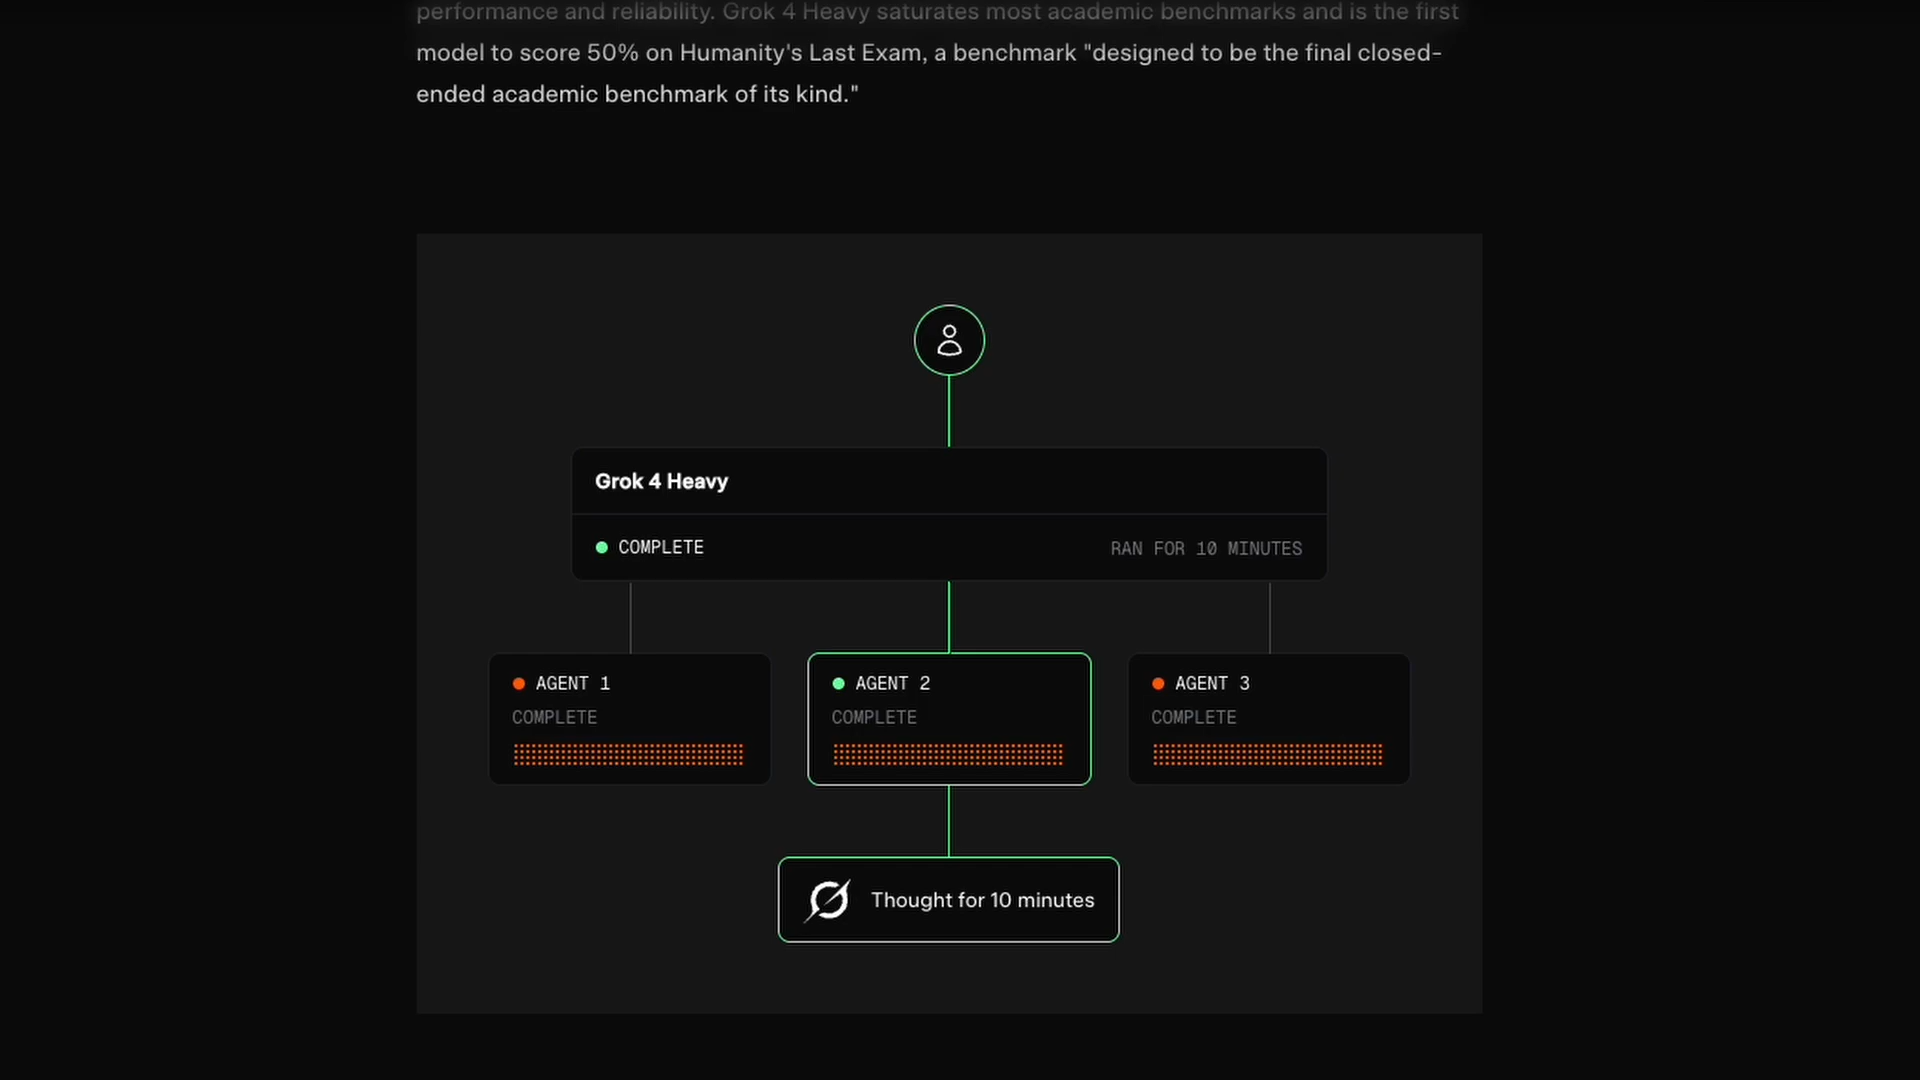 performance and reliability. Grok 4 Heavy saturates most academic benchmarks and is the first
model to score 50% on Humanity's Last Exam, a benchmark "designed to be the final closed-
ended academic benchmark of its kind."
Grok 4 Heavy
COMPLETE
RAN FOR 10 MINUTES
AGENT 1
COMPLETE
AGENT 2
COMPLETE
AGENT 3
COMPLETE
Thought for 10 minutes